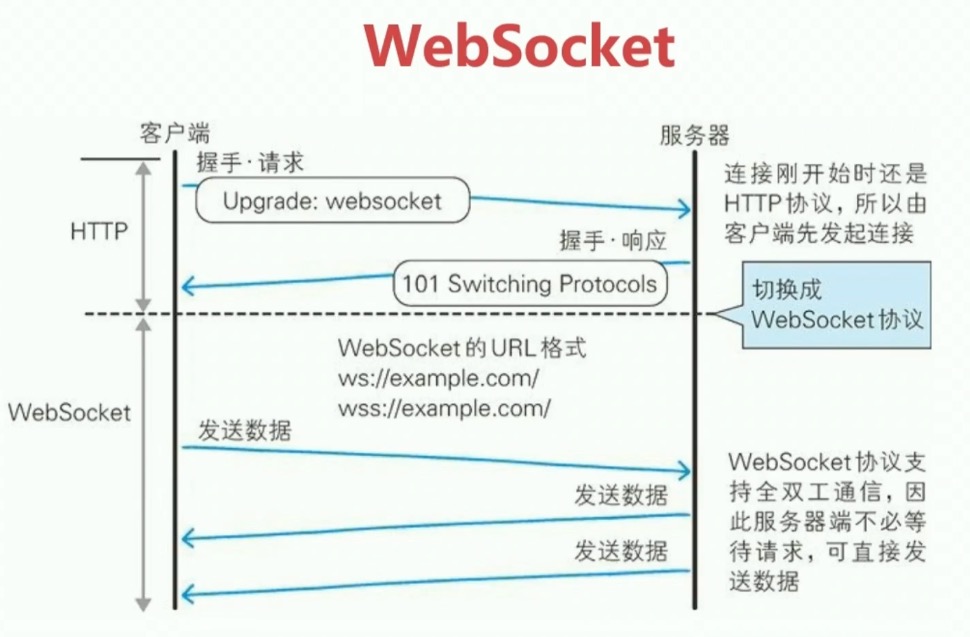 WebSocket
客户端
服务器
握手·请求
Upgrade: websocket
连接刚开始时还是
HTTP协议，所以由
客户端先发起连接
HTTP
握手·响应
101 Switching Protocols
切换成
WebSocket协议
WebSocket的URL格式
ws://example.com/
wss://example.com/
WebSocket
发送数据
WebSocket协议支
持全双工通信，因
此服务器端不必等
待请求，可直接发
送数据
发送数据
发送数据